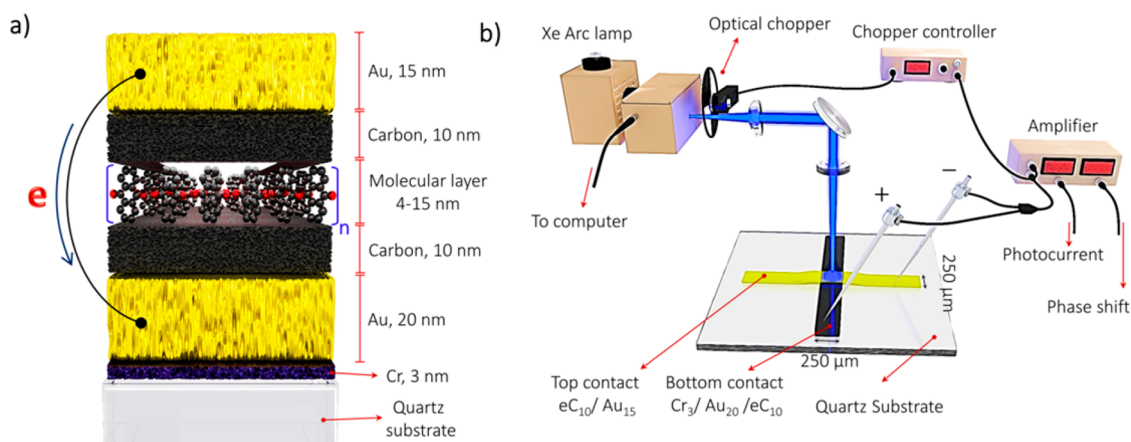 a)
Au, 15 nm
Carbon, 10 nm
e
Molecular layer
4-15 nm
n
Carbon, 10 nm
Au, 20 nm
Cr, 3 nm
Quartz
substrate
b)
Xe Arc lamp
Optical chopper
Chopper controller
Amplifier
To computer
+
−
Photocurrent
Phase shift
250 µm
250 µm
Top contact
eC₁₀/ Au₁₅
Bottom contact
Cr₃/ Au₂₀ /eC₁₀
Quartz Substrate